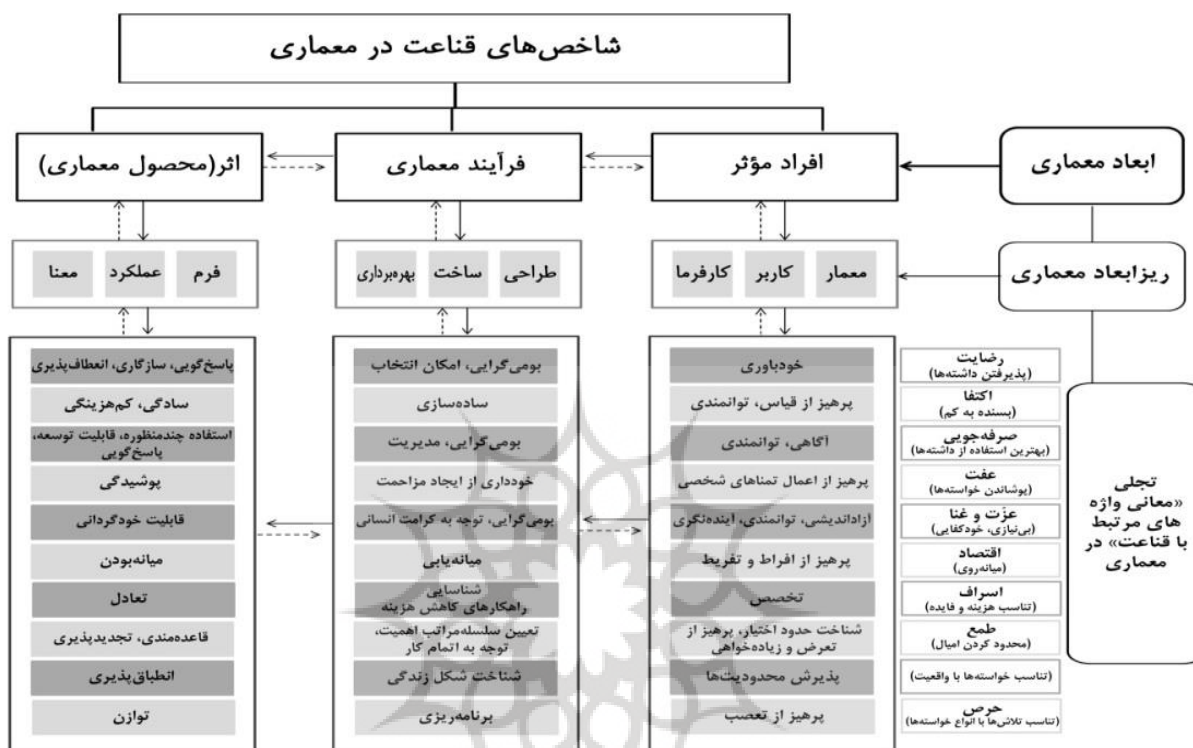 شاخص‌های قناعت در معماری
ابعاد معماری
افراد مؤثر
فرآیند معماری
اثر(محصول معماری)
ریزابعاد معماری
معمار
کاربر
کارفرما
طراحی
ساخت
بهره‌برداری
فرم
عملکرد
معنا
تجلی
«معانی واژه
های مرتبط
با قناعت» در
معماری
رضایت
(پذیرفتن داشته‌ها)
خودباوری
بومی‌گرایی، امکان انتخاب
پاسخ‌گویی، سازگاری، انعطاف‌پذیری
اکتفا
(بسنده به کم)
پرهیز از قیاس، توانمندی
ساده‌سازی
سادگی، کم‌هزینگی
صرفه‌جویی
(بهترین استفاده از داشته‌ها)
آگاهی، توانمندی
بومی‌گرایی، مدیریت
استفاده چندمنظوره، قابلیت توسعه،
پاسخ‌گویی
عفت
(پوشاندن خواسته‌ها)
پرهیز از اعمال تمناهای شخصی
خودداری از ایجاد مزاحمت
پوشیدگی
عزّت و غنا
(بی‌نیازی، خودکفایی)
آزاداندیشی، توانمندی، آینده‌نگری
بومی‌گرایی، توجه به کرامت انسانی
قابلیت خودگردانی
اقتصاد
(میانه‌روی)
پرهیز از افراط و تفریط
میانه‌یابی
میانه‌بودن
اسراف
(تناسب هزینه و فایده)
تخصص
شناسایی
راهکارهای کاهش هزینه
تعادل
طمع
(محدود کردن امیال)
شناخت حدود اختیار، پرهیز از
تعرض و زیاده‌خواهی
تعیین سلسله‌مراتب اهمیت،
توجه به اتمام کار
قاعده‌مندی، تجدیدپذیری
(تناسب خواسته‌ها با واقعیت)
پذیرش محدودیت‌ها
شناخت شکل زندگی
انطباق‌پذیری
حرص
(تناسب تلاش‌ها با انواع خواسته‌ها)
پرهیز از تعصب
برنامه‌ریزی
توازن